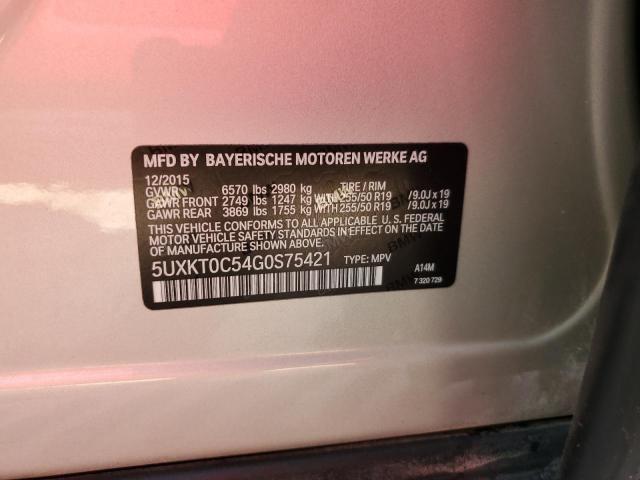 MFD BY BAYERISCHE MOTOREN WERKE AG
12/2015
GVWR 6570 lbs 2980 kg TIRE / RIM
GAWR FRONT 2749 lbs 1247 kg WITH 255/50 R19 / 9.0J x 19
GAWR REAR 3869 lbs 1755 kg WITH 255/50 R19 / 9.0J x 19
THIS VEHICLE CONFORMS TO ALL APPLICABLE U.S. FEDERAL
MOTOR VEHICLE SAFETY STANDARDS IN EFFECT ON THE
DATE OF MANUFACTURE SHOWN ABOVE.
5UXKT0C54G0S75421 TYPE: MPV
A14M
7 320 729